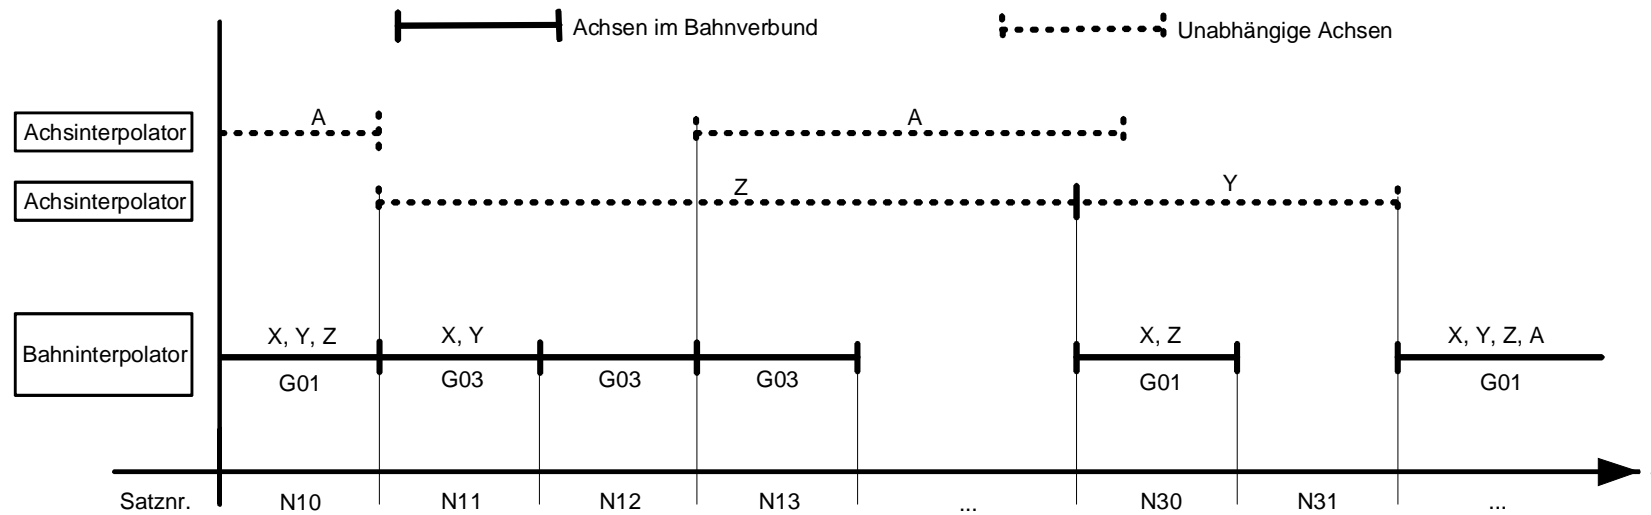 Achsen im Bahnverbund
Unabhängige Achsen
Achsinterpolator
A
A
Achsinterpolator
Z
Y
Bahninterpolator
X, Y, Z
X, Y
X, Z
X, Y, Z, A
G01
G03
G03
G03
G01
G01
Satznr.
N10
N11
N12
N13
...
N30
N31
...